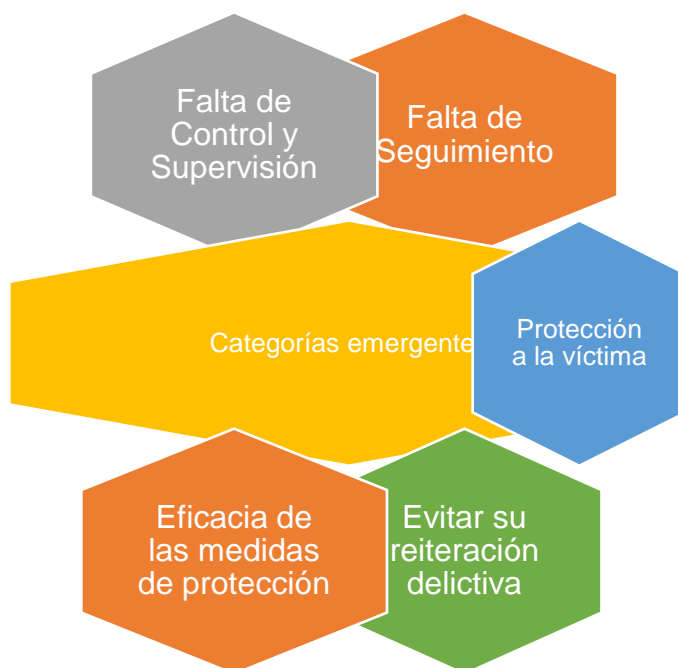 Falta de
Control y
Supervisión
Falta de
Seguimiento
Categorías emergente
Protección
a la víctima
Eficacia de
las medidas
de protección
Evitar su
reiteración
delictiva